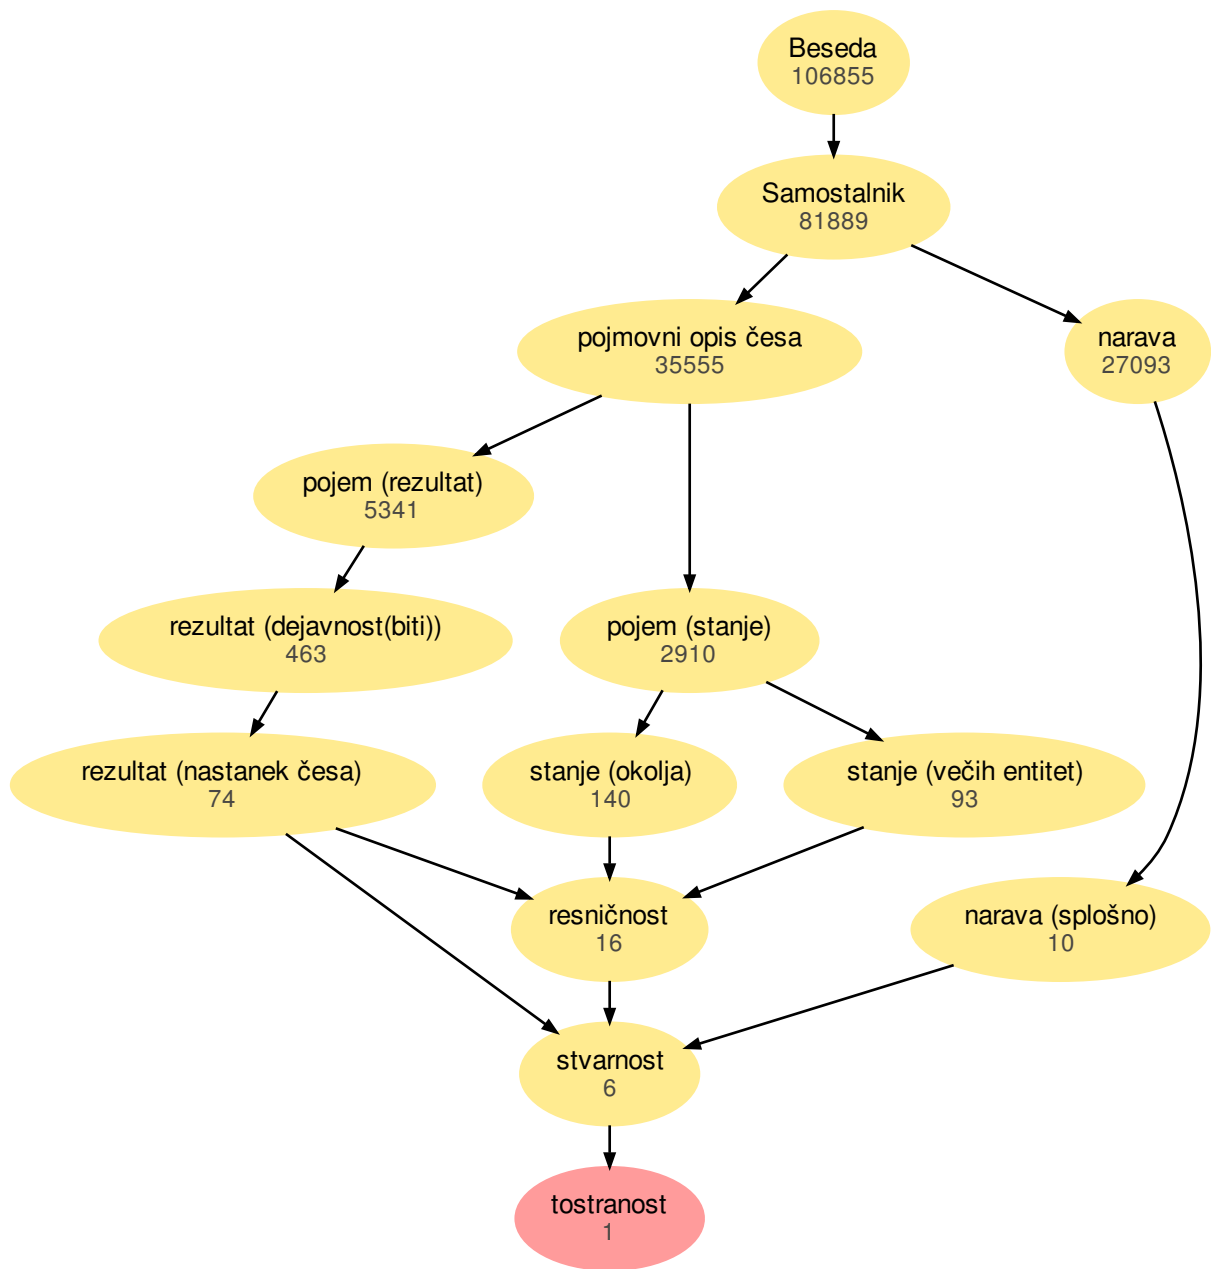 Beseda
106855
Samostalnik
81889
pojmovni opis česa
35555
narava
27093
pojem (rezultat)
5341
rezultat (dejavnost(biti))
463
pojem (stanje)
2910
rezultat (nastanek česa)
74
stanje (okolja)
140
stanje (večih entitet)
93
resničnost
16
narava (splošno)
10
stvarnost
6
tostranost
1